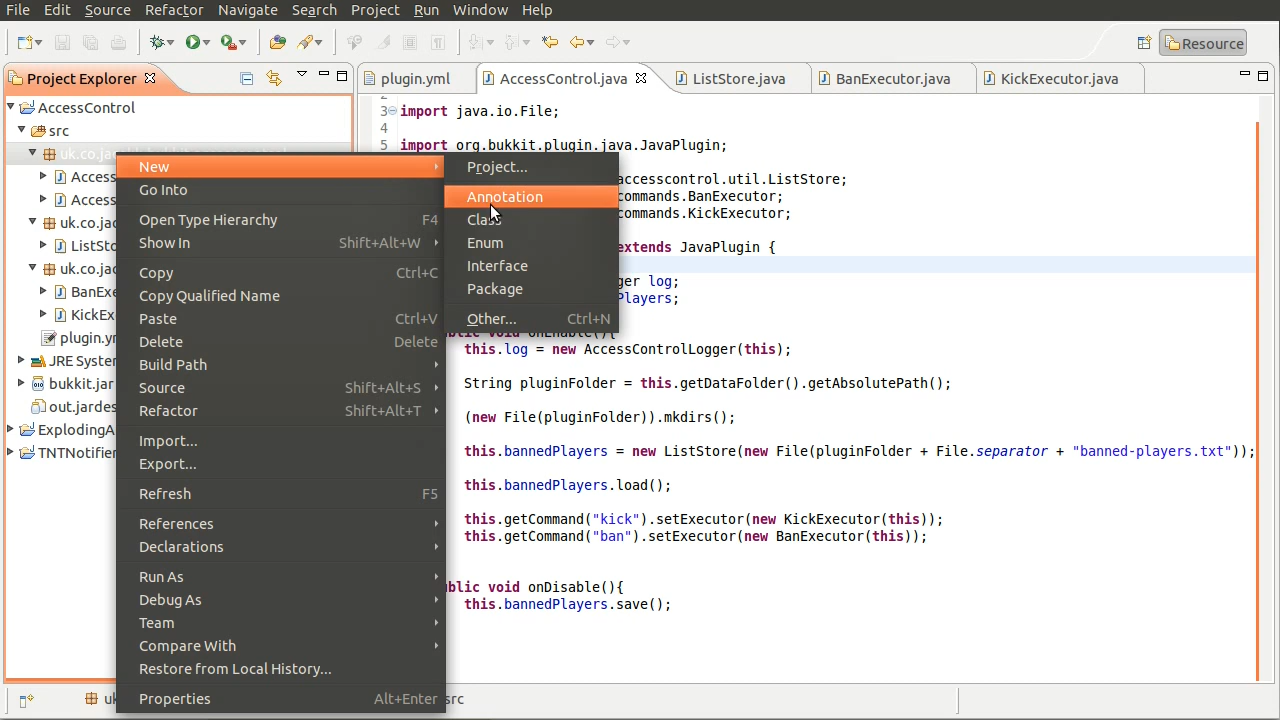 File Edit Source Refactor Navigate Search Project Run Window Help
Resource
Project Explorer
plugin.yml
AccessControl.java
ListStore.java
BanExecutor.java
KickExecutor.java
AccessControl
src
uk.co.ja
Access
Access
uk.co.jac
ListSto
uk.co.jac
BanExe
KickEx
plugin.ym
JRE System
bukkit.jar
out.jardes
ExplodingA
TNTNotifier
New
Go Into
Open Type Hierarchy F4
Show In Shift+Alt+W
Copy Ctrl+C
Copy Qualified Name
Paste Ctrl+V
Delete Delete
Build Path
Source Shift+Alt+S
Refactor Shift+Alt+T
Import...
Export...
Refresh F5
References
Declarations
Run As
Debug As
Team
Compare With
Restore from Local History...
Properties Alt+Enter
Project...
Annotation
Class
Enum
Interface
Package
Other... Ctrl+N
2
3 import java.io.File;
4
5 import org.bukkit.plugin.java.JavaPlugin;
accesscontrol.util.ListStore;
commands.BanExecutor;
commands.KickExecutor;
extends JavaPlugin {
ger log;
Players;
public void onEnable(){
this.log = new AccessControlLogger(this);
String pluginFolder = this.getDataFolder().getAbsolutePath();
(new File(pluginFolder)).mkdirs();
this.bannedPlayers = new ListStore(new File(pluginFolder + File.separator + "banned-players.txt"));
this.bannedPlayers.load();
this.getCommand("kick").setExecutor(new KickExecutor(this));
this.getCommand("ban").setExecutor(new BanExecutor(this));
blic void onDisable(){
this.bannedPlayers.save();
uk
src